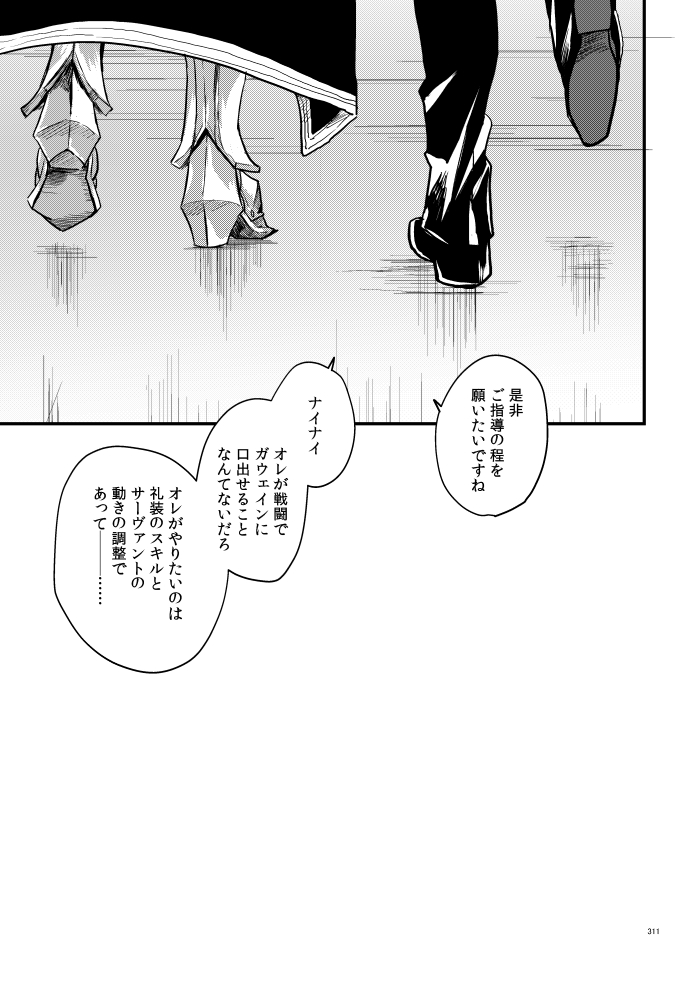 是非
ご指導の程を
願いたいですね
ナイナイ
オレが戦闘で
ガウェインに
口出せること
なんてないだろ
オレがやりたいのは
礼装のスキルと
サーヴァントの
動きの調整で
あって――……
311